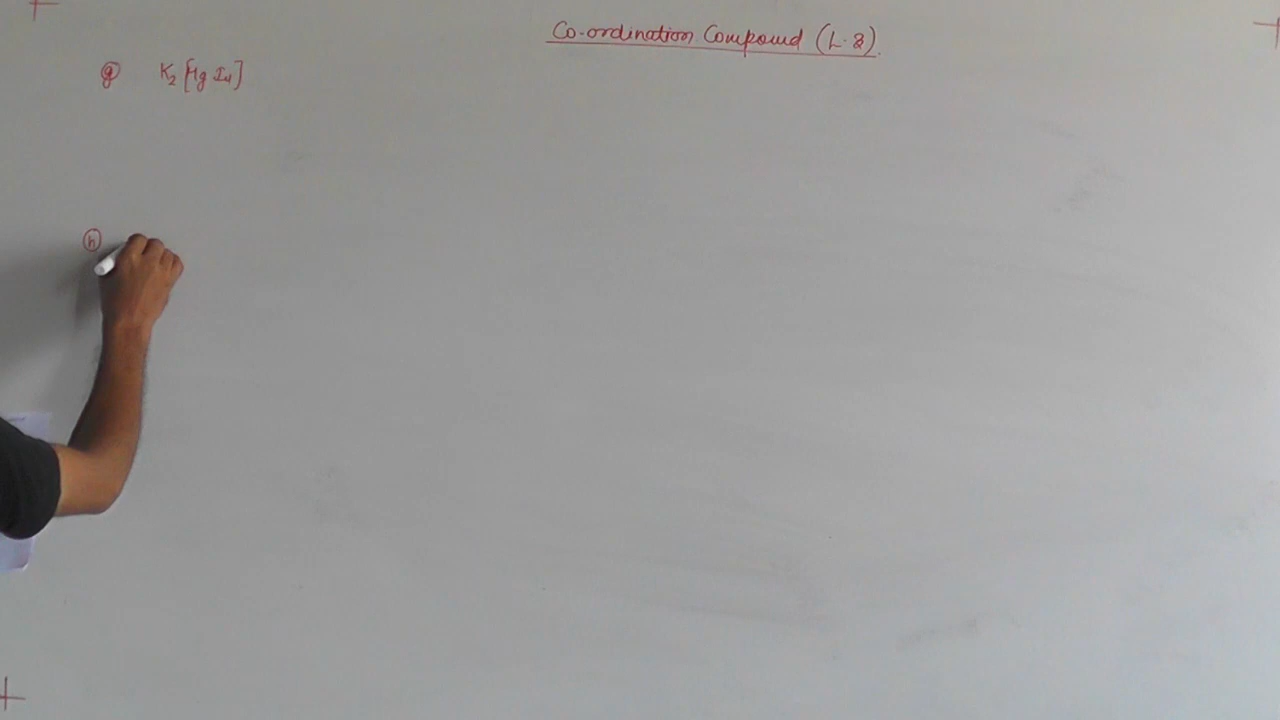 Co-ordination Compound (L-8).
(g) K₂[HgI₄]
(h)